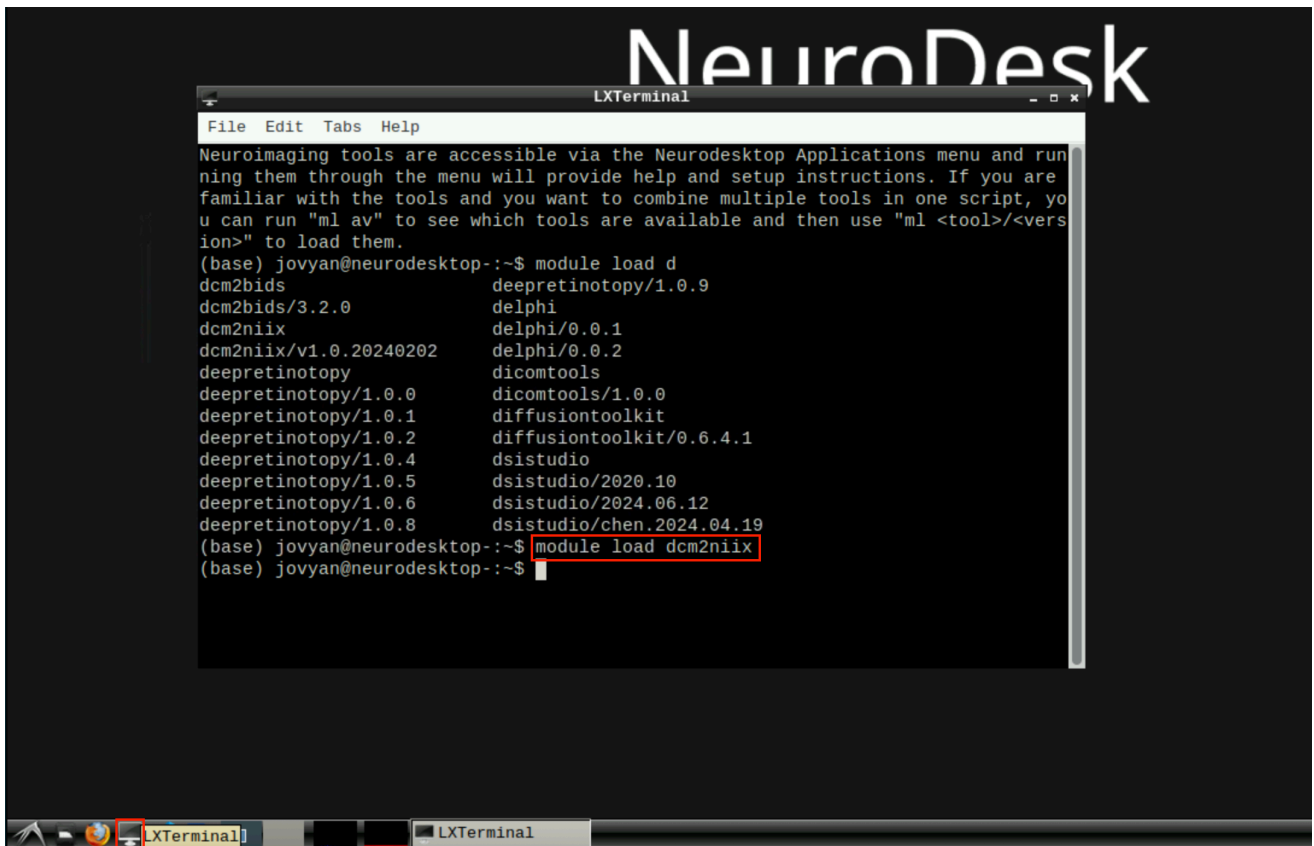 NeuroDesk
LXTerminal
File Edit Tabs Help
Neuroimaging tools are accessible via the Neurodesktop Applications menu and run
ning them through the menu will provide help and setup instructions. If you are
familiar with the tools and you want to combine multiple tools in one script, yo
u can run "ml av" to see which tools are available and then use "ml <tool>/<vers
ion>" to load them.
(base) jovyan@neurodesktop-:~$ module load d
dcm2bids deepretinotopy/1.0.9
dcm2bids/3.2.0 delphi
dcm2niix delphi/0.0.1
dcm2niix/v1.0.20240202 delphi/0.0.2
deepretinotopy dicomtools
deepretinotopy/1.0.0 dicomtools/1.0.0
deepretinotopy/1.0.1 diffusiontoolkit
deepretinotopy/1.0.2 diffusiontoolkit/0.6.4.1
deepretinotopy/1.0.4 dsistudio
deepretinotopy/1.0.5 dsistudio/2020.10
deepretinotopy/1.0.6 dsistudio/2024.06.12
deepretinotopy/1.0.8 dsistudio/chen.2024.04.19
(base) jovyan@neurodesktop-:~$ module load dcm2niix
(base) jovyan@neurodesktop-:~$
LXTerminal LXTerminal